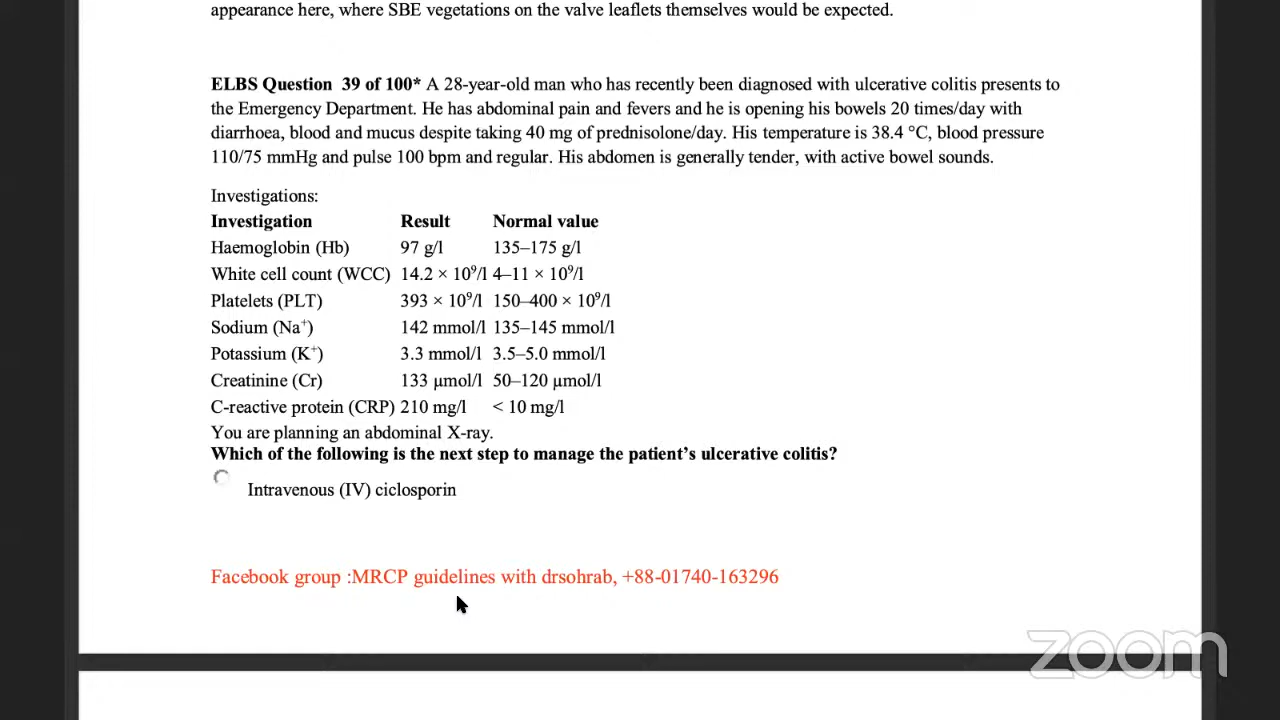 appearance here, where SBE vegetations on the valve leaflets themselves would be expected.
ELBS Question 39 of 100* A 28-year-old man who has recently been diagnosed with ulcerative colitis presents to
the Emergency Department. He has abdominal pain and fevers and he is opening his bowels 20 times/day with
diarrhoea, blood and mucus despite taking 40 mg of prednisolone/day. His temperature is 38.4 °C, blood pressure
110/75 mmHg and pulse 100 bpm and regular. His abdomen is generally tender, with active bowel sounds.
Investigations:
Investigation Result Normal value
Haemoglobin (Hb) 97 g/l 135–175 g/l
White cell count (WCC) 14.2 × 10⁹/l 4–11 × 10⁹/l
Platelets (PLT) 393 × 10⁹/l 150–400 × 10⁹/l
Sodium (Na⁺) 142 mmol/l 135–145 mmol/l
Potassium (K⁺) 3.3 mmol/l 3.5–5.0 mmol/l
Creatinine (Cr) 133 µmol/l 50–120 µmol/l
C-reactive protein (CRP) 210 mg/l < 10 mg/l
You are planning an abdominal X-ray.
Which of the following is the next step to manage the patient’s ulcerative colitis?
Intravenous (IV) ciclosporin
Facebook group :MRCP guidelines with drsohrab, +88-01740-163296
zoom